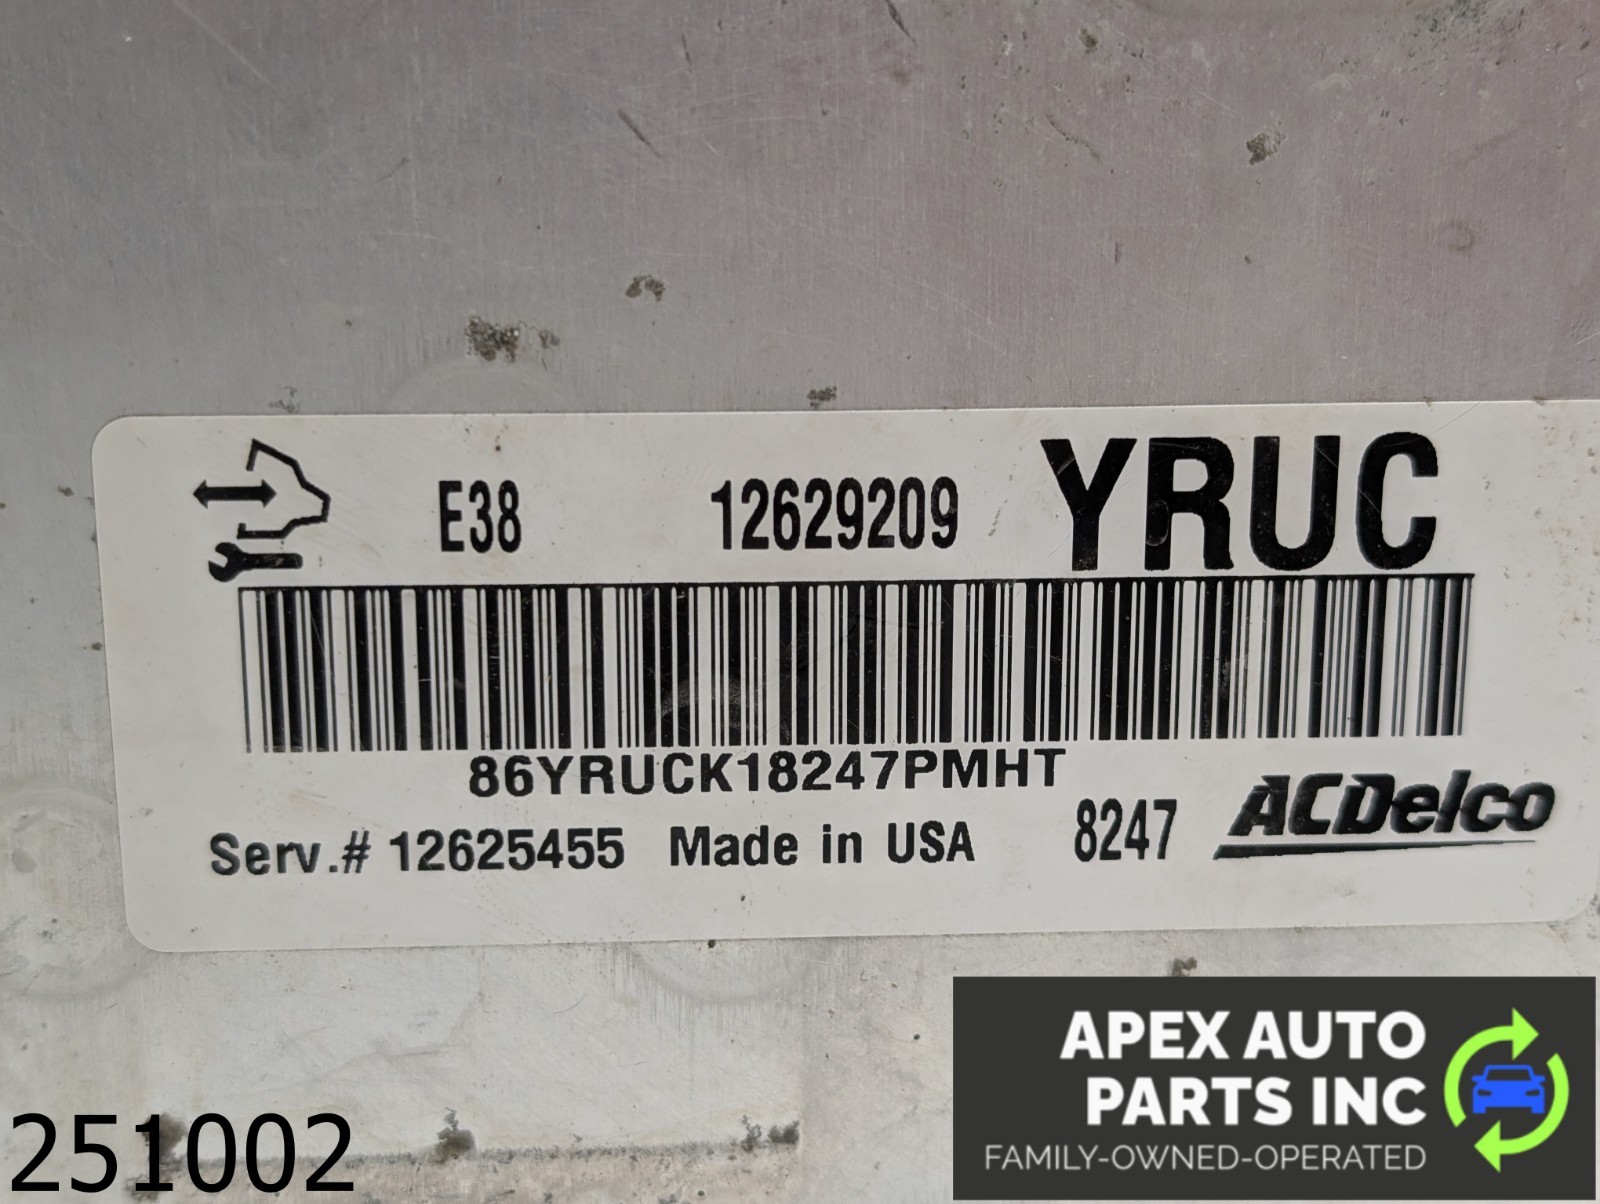 E38 12629209 YRUC
86YRUCK18247PMHT
Serv.# 12625455 Made in USA 8247 ACDelco
APEX AUTO
PARTS INC
FAMILY-OWNED-OPERATED
251002